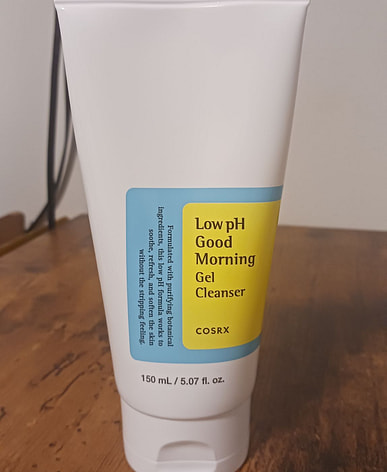 Low pH
Good
Morning
Gel
Cleanser
COSRX
Formulated with purifying botanical
ingredients, this low pH formula works to
soothe, refresh, and soften the skin
without the stripping feeling.
150 mL / 5.07 fl. oz.